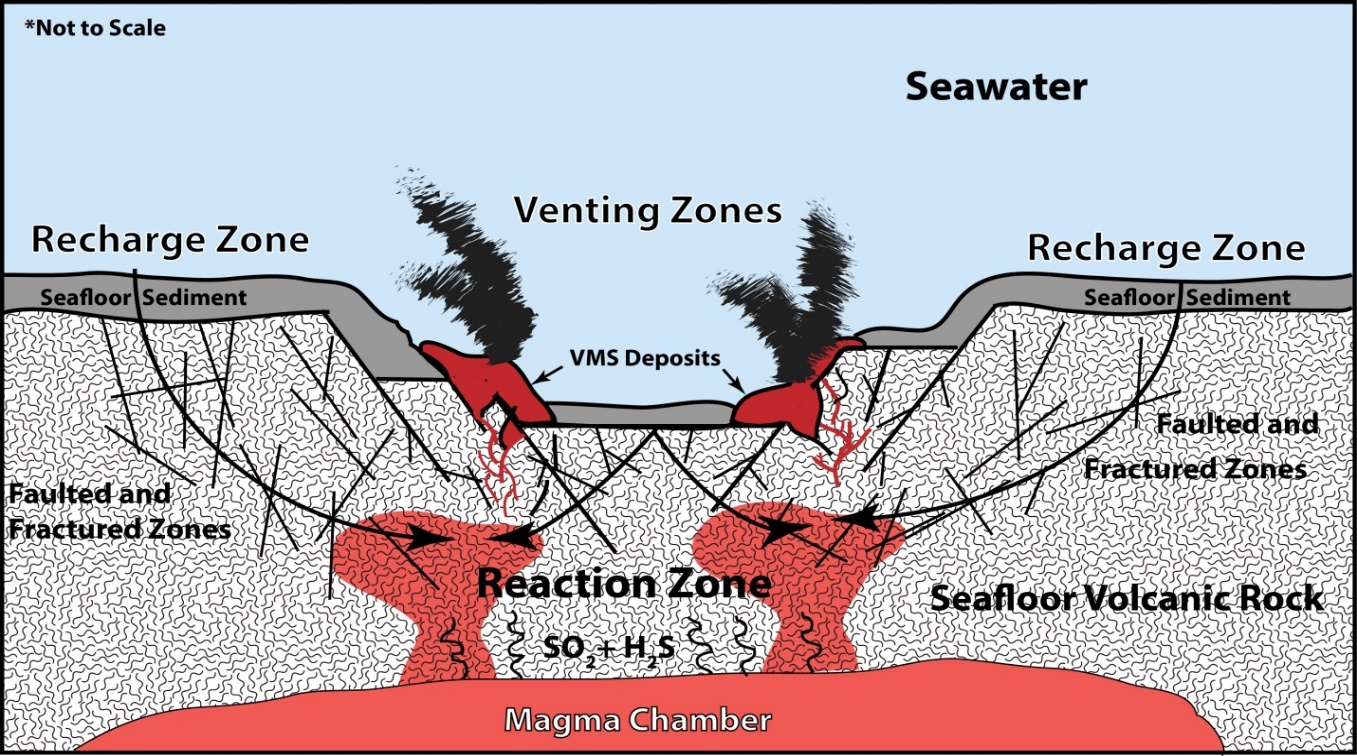 *Not to Scale
Seawater
Venting Zones
Recharge Zone
Recharge Zone
Seafloor Sediment
Seafloor Sediment
VMS Deposits
Faulted and
Fractured Zones
Faulted and
Fractured Zones
Reaction Zone
Seafloor Volcanic Rock
SO₂+ H₂S
Magma Chamber